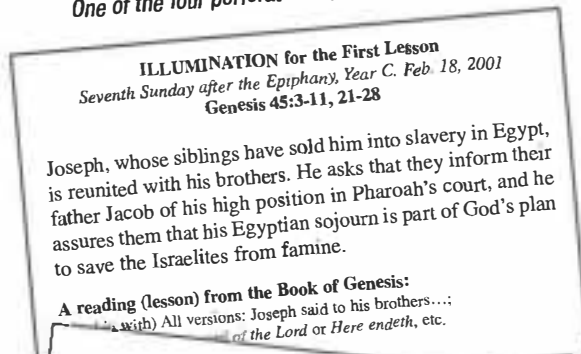 One of the four
ILLUMINATION for the First Lesson
Seventh Sunday after the Epiphany, Year C. Feb. 18, 2001
Genesis 45:3-11, 21-28
Joseph, whose siblings have sold him into slavery in Egypt,
is reunited with his brothers. He asks that they inform their
father Jacob of his high position in Pharoah's court, and he
assures them that his Egyptian sojourn is part of God's plan
to save the Israelites from famine.
A reading (lesson) from the Book of Genesis:
with) All versions: Joseph said to his brothers...;
of the Lord or Here endeth, etc.